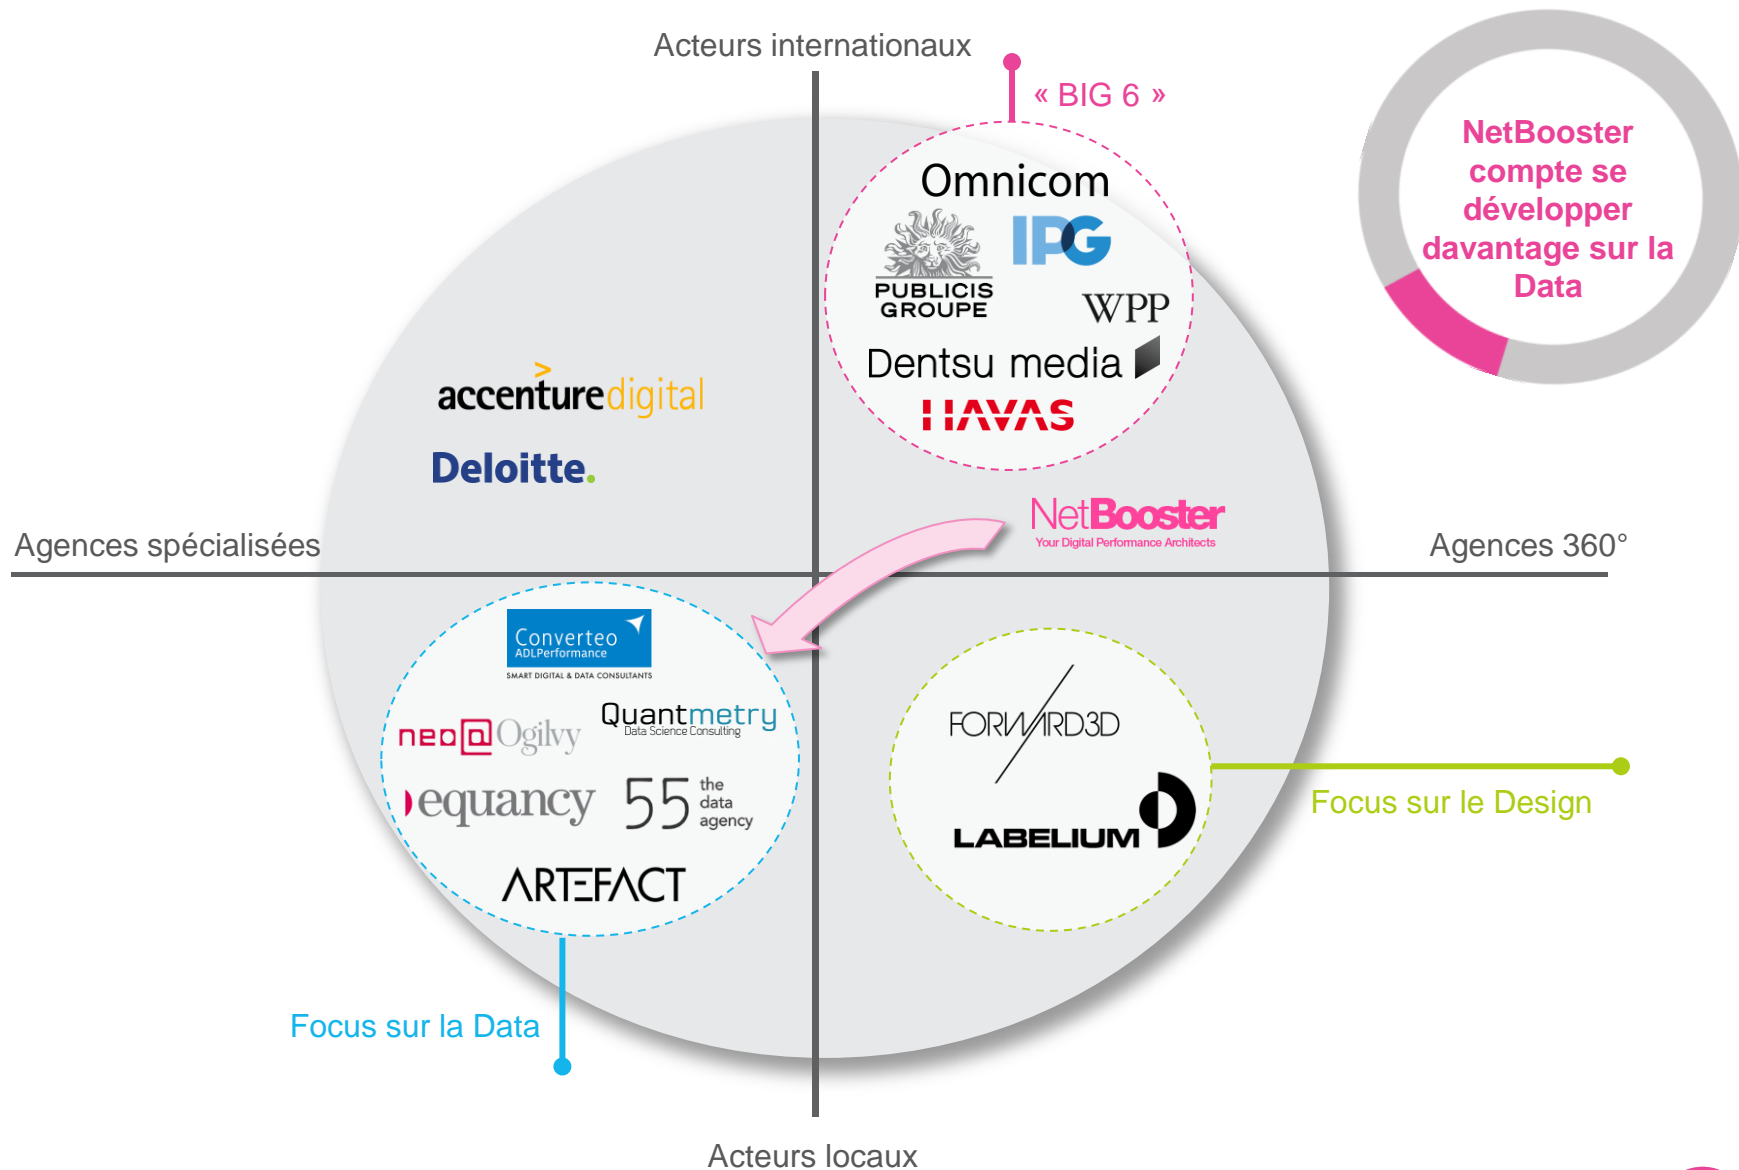 Acteurs internationaux
« BIG 6 »
NetBooster
compte se
développer
davantage sur la
Data
Omnicom
IPG
PUBLICIS
GROUPE
WPP
Dentsu media
HAVAS
accenturedigital
Deloitte.
NetBooster
Your Digital Performance Architects
Agences spécialisées
Agences 360°
Converteo
ADLPerformance
SMART DIGITAL & DATA CONSULTANTS
neo@Ogilvy
Quantmetry
Data Science Consulting
equancy
55 the
data
agency
ARTEFACT
FORWARD3D
LABELIUM
Focus sur le Design
Focus sur la Data
Acteurs locaux